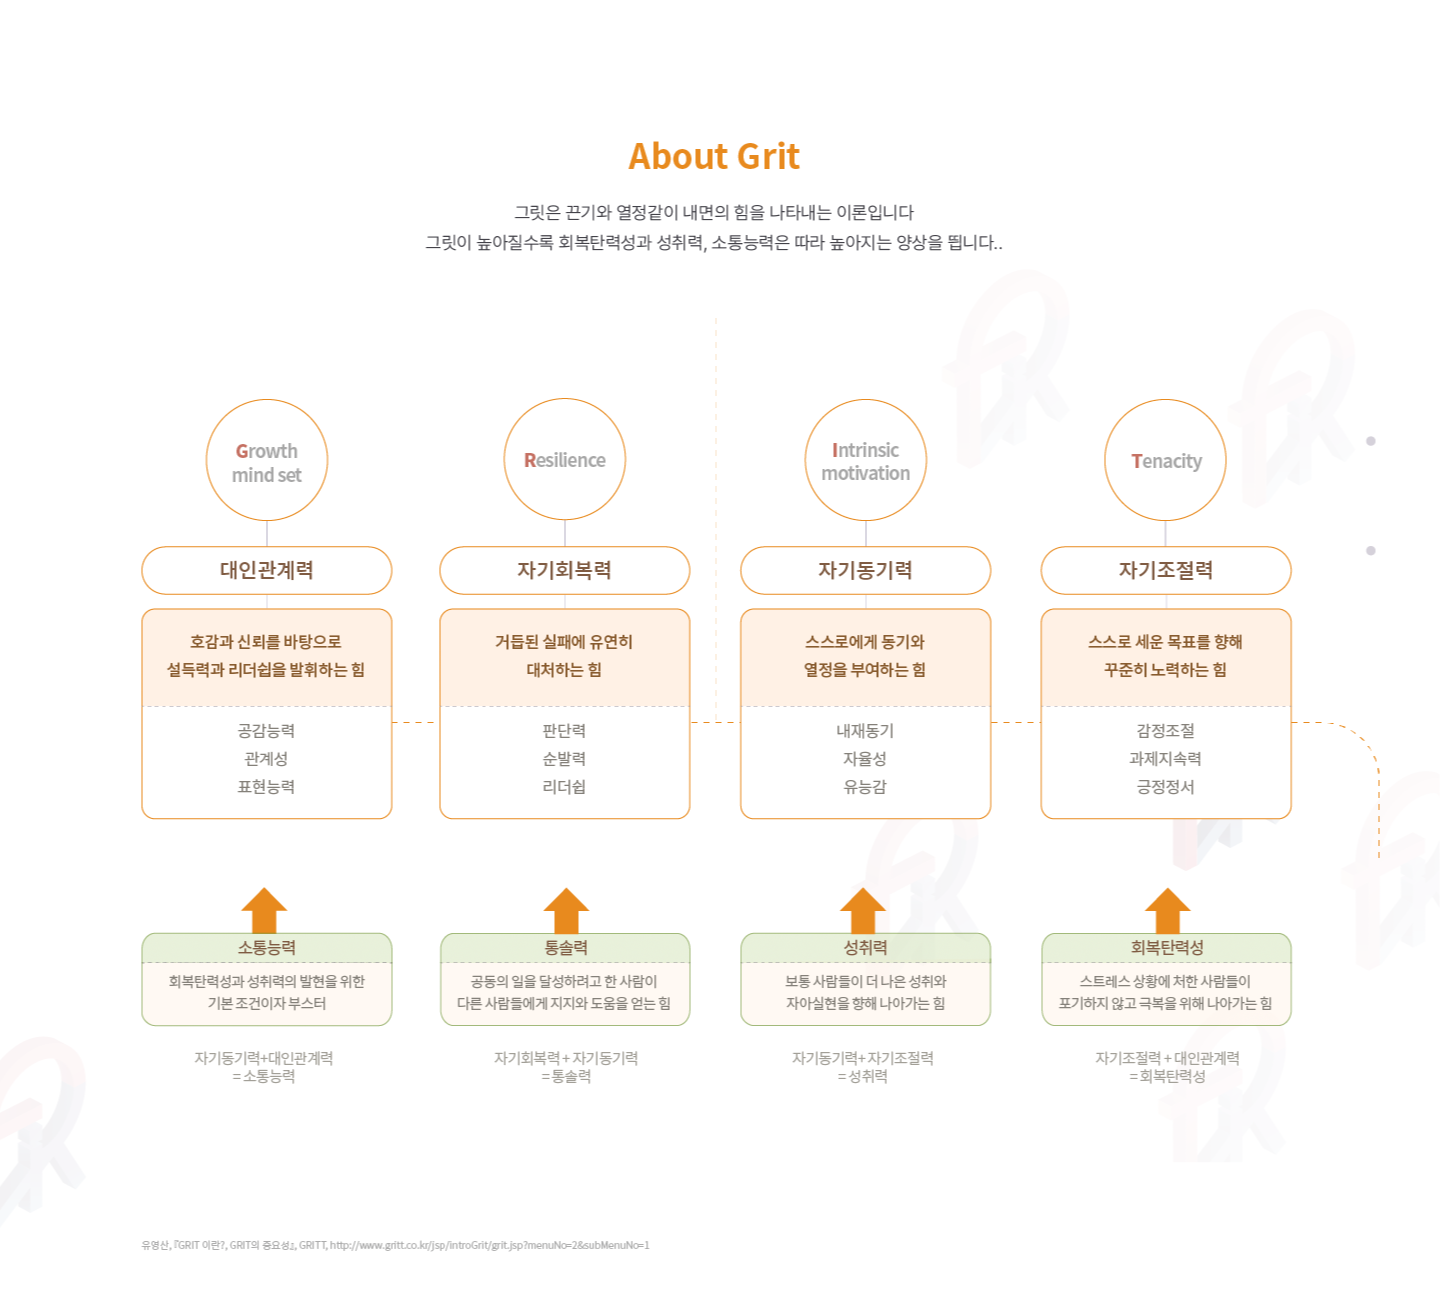 About Grit
그릿은 끈기와 열정같이 내면의 힘을 나타내는 이론입니다
그릿이 높아질수록 회복탄력성과 성취력, 소통능력은 따라 높아지는 양상을 띕니다..
Growth
mind set
대인관계력
호감과 신뢰를 바탕으로
설득력과 리더쉽을 발휘하는 힘
공감능력
관계성
표현능력
Resilience
자기회복력
거듭된 실패에 유연히
대처하는 힘
판단력
순발력
리더쉽
Intrinsic
motivation
자기동기력
스스로에게 동기와
열정을 부여하는 힘
내재동기
자율성
유능감
Tenacity
자기조절력
스스로 세운 목표를 향해
꾸준히 노력하는 힘
감정조절
과제지속력
긍정정서
소통능력
회복탄력성과 성취력의 발현을 위한
기본 조건이자 부스터
자기동기력+대인관계력
= 소통능력
통솔력
공동의 일을 달성하려고 한 사람이
다른 사람들에게 지지와 도움을 얻는 힘
자기회복력 + 자기동기력
= 통솔력
성취력
보통 사람들이 더 나은 성취와
자아실현을 향해 나아가는 힘
자기동기력+ 자기조절력
= 성취력
회복탄력성
스트레스 상황에 처한 사람들이
포기하지 않고 극복을 위해 나아가는 힘
자기조절력 + 대인관계력
= 회복탄력성
유영산, 『GRIT 이란?, GRIT의 중요성』, GRITT, http://www.gritt.co.kr/jsp/introGrit/grit.jsp?menuNo=2&subMenuNo=1